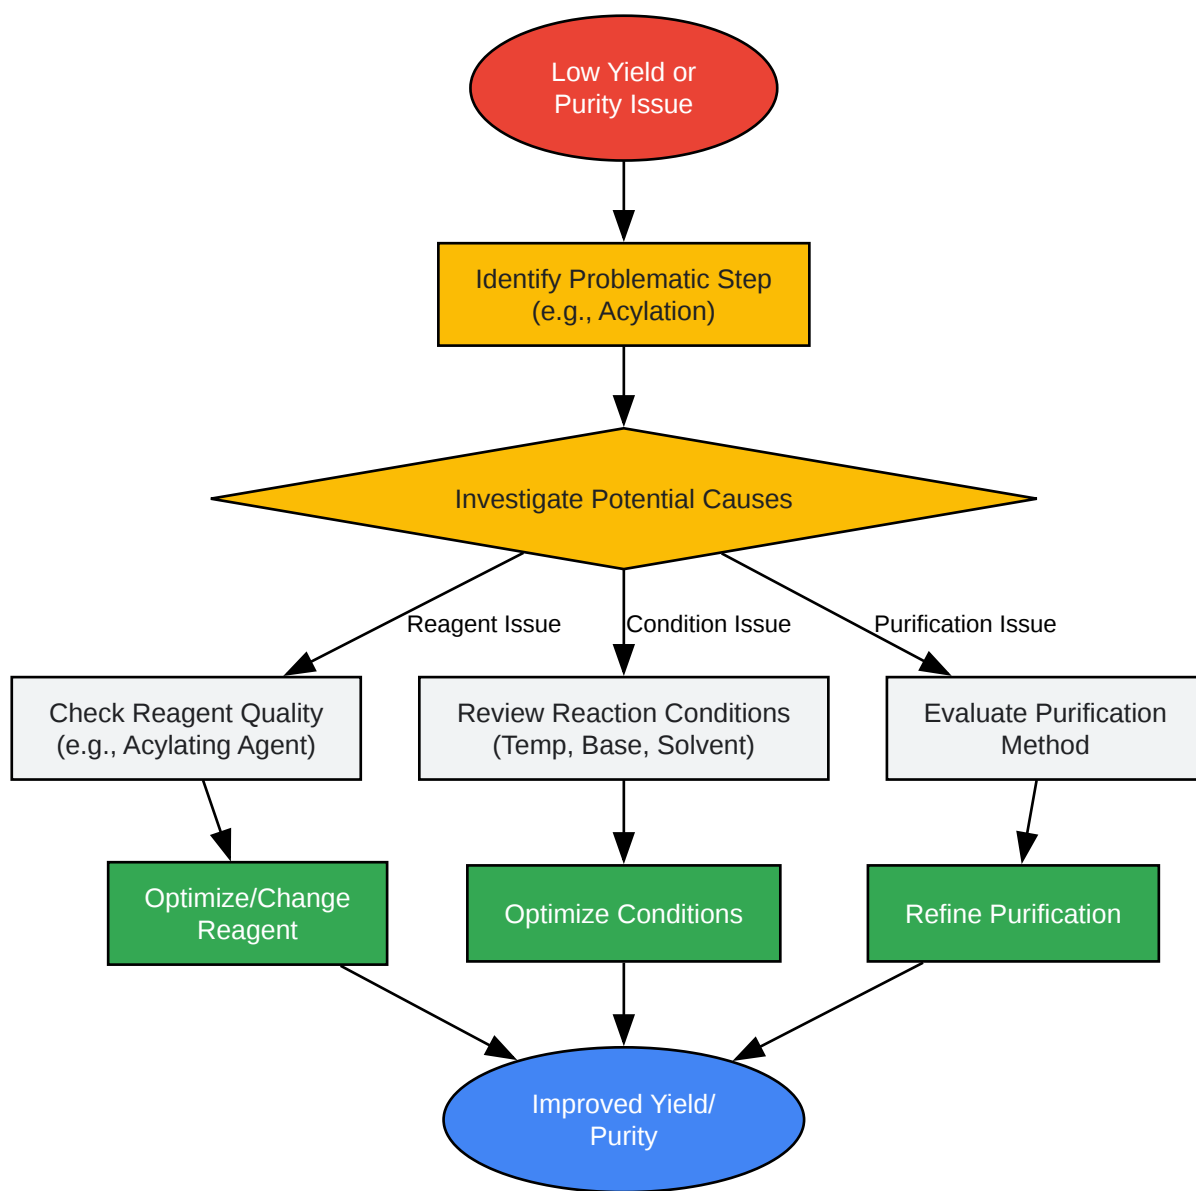 Low Yield or
Purity Issue
Identify Problematic Step
(e.g., Acylation)
Investigate Potential Causes
Reagent Issue
Condition Issue
Purification Issue
Check Reagent Quality
(e.g., Acylating Agent)
Review Reaction Conditions
(Temp, Base, Solvent)
Evaluate Purification
Method
Optimize/Change
Reagent
Optimize Conditions
Refine Purification
Improved Yield/
Purity